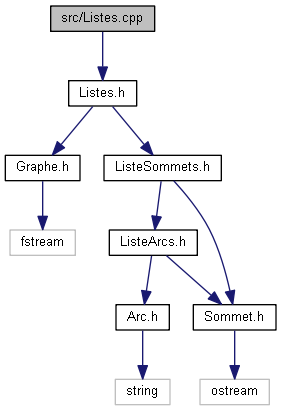 src/Listes.cpp
Listes.h
Graphe.h
ListeSommets.h
fstream
ListeArcs.h
Arc.h
Sommet.h
string
ostream